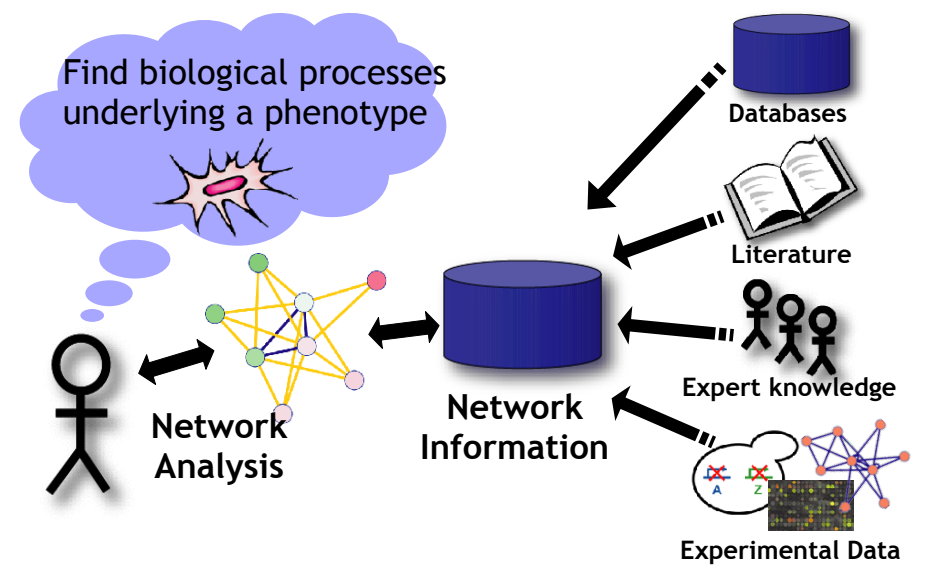 Find biological processes
underlying a phenotype
Databases
Literature
Expert knowledge
Network
Analysis
Network
Information
A
Z
Experimental Data